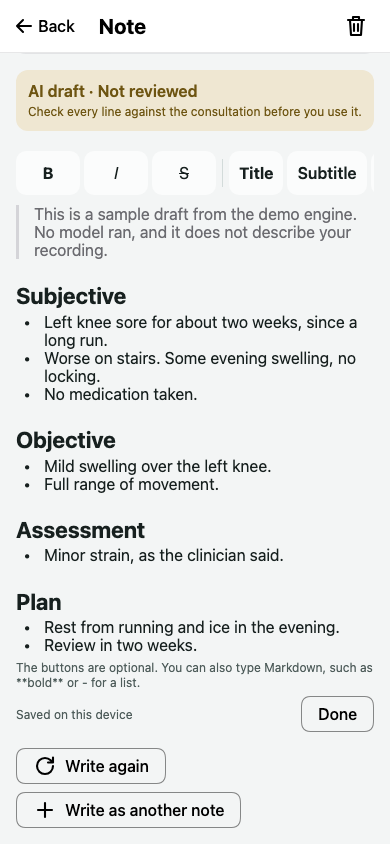 Back Note
AI draft · Not reviewed
Check every line against the consultation before you use it.
B I S Title Subtitle
This is a sample draft from the demo engine.
No model ran, and it does not describe your
recording.
Subjective
• Left knee sore for about two weeks, since a
long run.
• Worse on stairs. Some evening swelling, no
locking.
• No medication taken.
Objective
• Mild swelling over the left knee.
• Full range of movement.
Assessment
• Minor strain, as the clinician said.
Plan
• Rest from running and ice in the evening.
• Review in two weeks.
The buttons are optional. You can also type Markdown, such as
**bold** or - for a list.
Saved on this device Done
Write again
Write as another note